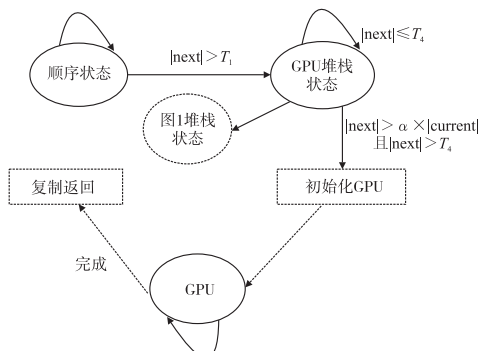 |next|≤T₄
|next|>T₁
顺序状态
GPU堆栈
状态
图1堆栈
状态
|next|> α ×|current|
且|next|>T₄
复制返回
初始化GPU
完成
GPU